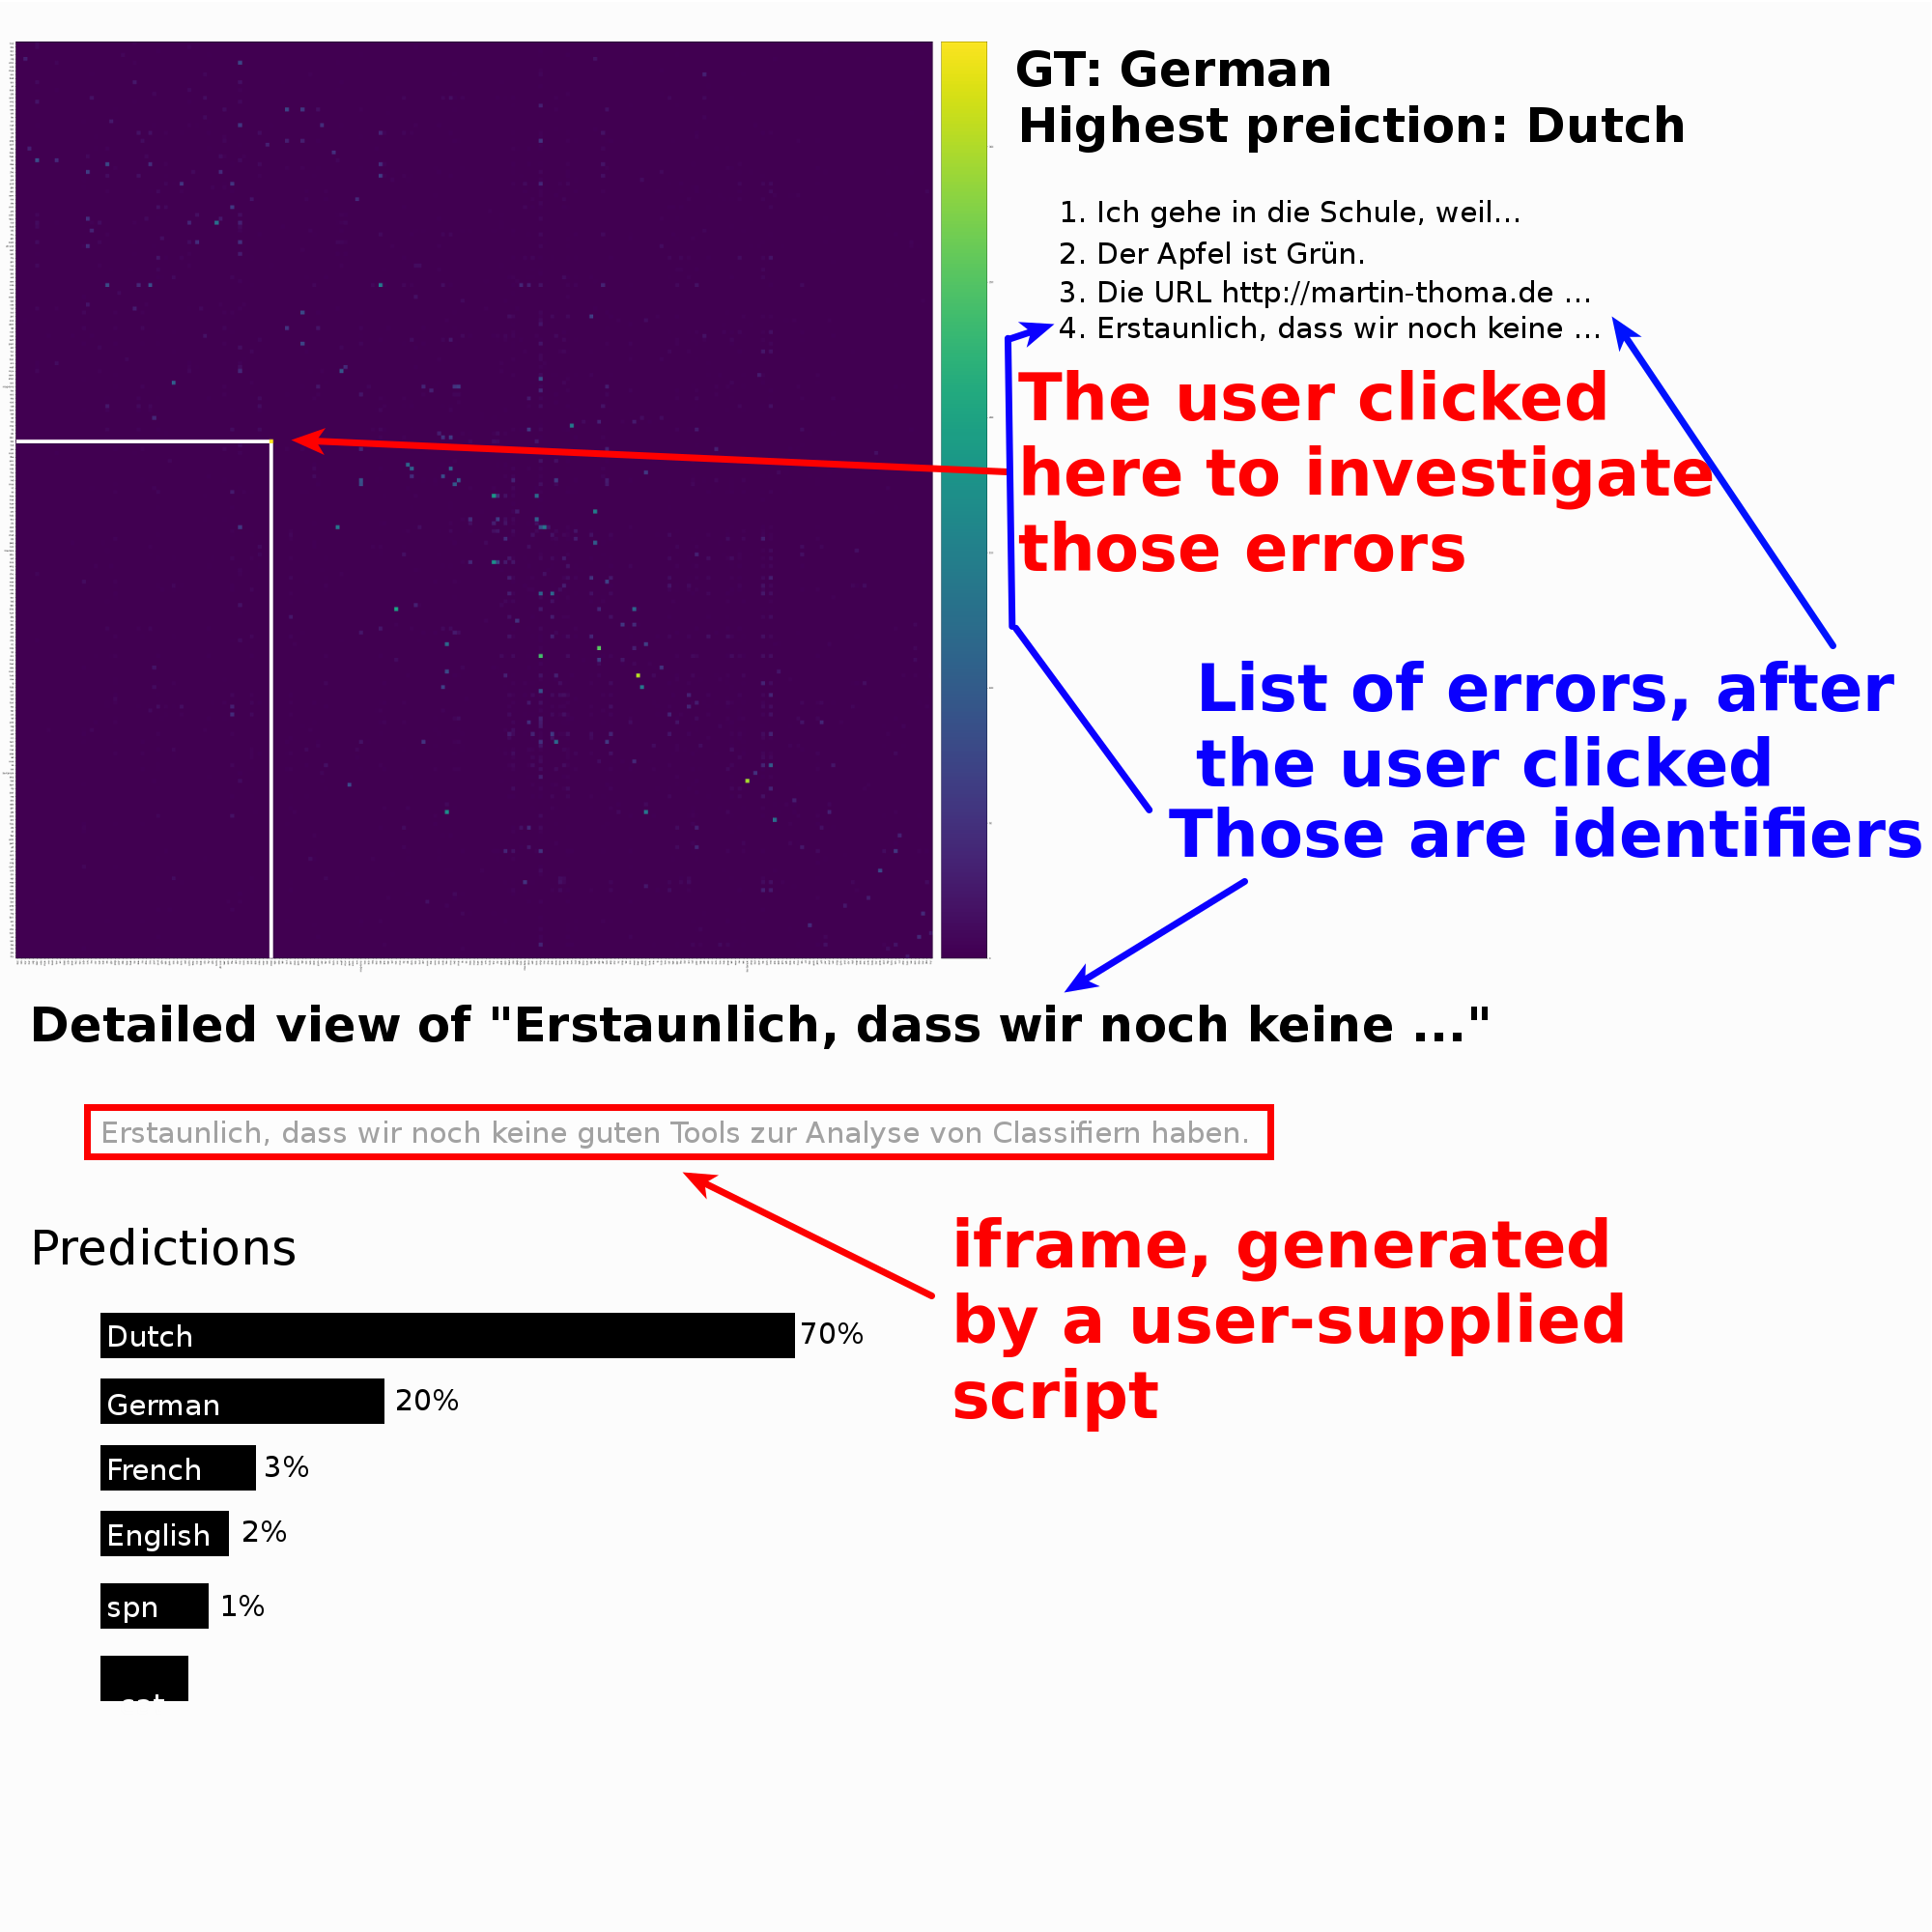 GT: German
Highest preiction: Dutch
1. Ich gehe in die Schule, weil...
2. Der Apfel ist Grün.
3. Die URL http://martin-thoma.de ...
4. Erstaunlich, dass wir noch keine ...
The user clicked
here to investigate
those errors
List of errors, after
the user clicked
Those are identifiers
Detailed view of "Erstaunlich, dass wir noch keine ..."
Erstaunlich, dass wir noch keine guten Tools zur Analyse von Classifiern haben.
iframe, generated
by a user-supplied
script
Predictions
Dutch 70%
German 20%
French 3%
English 2%
spn 1%